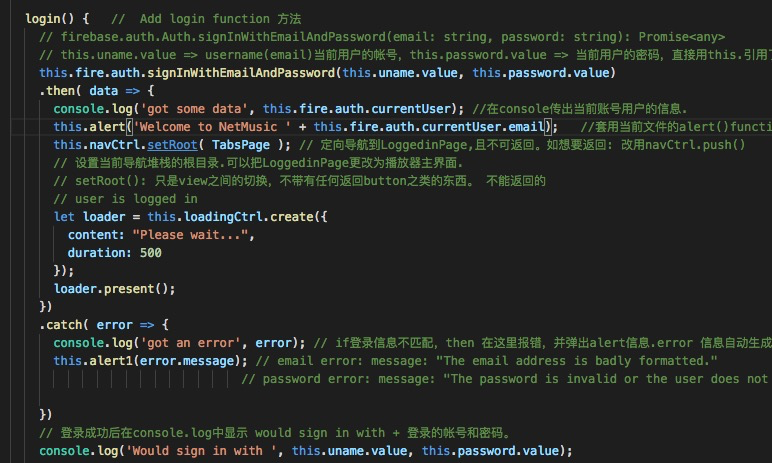 login() {   //  Add login function 方法
// firebase.auth.Auth.signInWithEmailAndPassword(email: string, password: string): Promise<any>
// this.uname.value => username(email)当前用户的帐号，this.password.value => 当前用户的密码，直接用this.引用了
this.fire.auth.signInWithEmailAndPassword(this.uname.value, this.password.value)
.then( data => {
console.log('got some data', this.fire.auth.currentUser); //在console传出当前账号用户的信息.
this.alert('Welcome to NetMusic ' + this.fire.auth.currentUser.email);   //套用当前文件的alert()functi
this.navCtrl.setRoot( TabsPage ); // 定向导航到LoggedinPage,且不可返回。如想要返回: 改用navCtrl.push()
// 设置当前导航堆栈的根目录.可以把LoggedinPage更改为播放器主界面.
// setRoot(): 只是view之间的切换，不带有任何返回button之类的东西。 不能返回的
// user is logged in
let loader = this.loadingCtrl.create({
content: "Please wait...",
duration: 500
});
loader.present();
})
.catch( error => {
console.log('got an error', error); // if登录信息不匹配，then 在这里报错，并弹出alert信息.error 信息自动生成
this.alert1(error.message); // email error: message: "The email address is badly formatted."
// password error: message: "The password is invalid or the user does not
})
// 登录成功后在console.log中显示 would sign in with + 登录的帐号和密码。
console.log('Would sign in with ', this.uname.value, this.password.value);